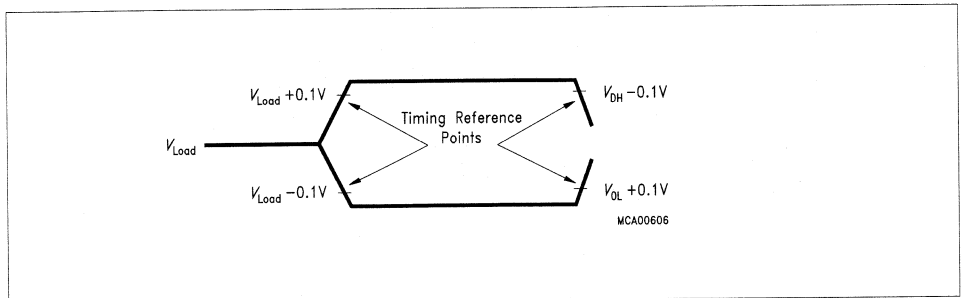 V_Load +0.1V
V_DH −0.1V
Timing Reference
Points
V_Load
V_Load −0.1V
V_OL +0.1V
MCA00606